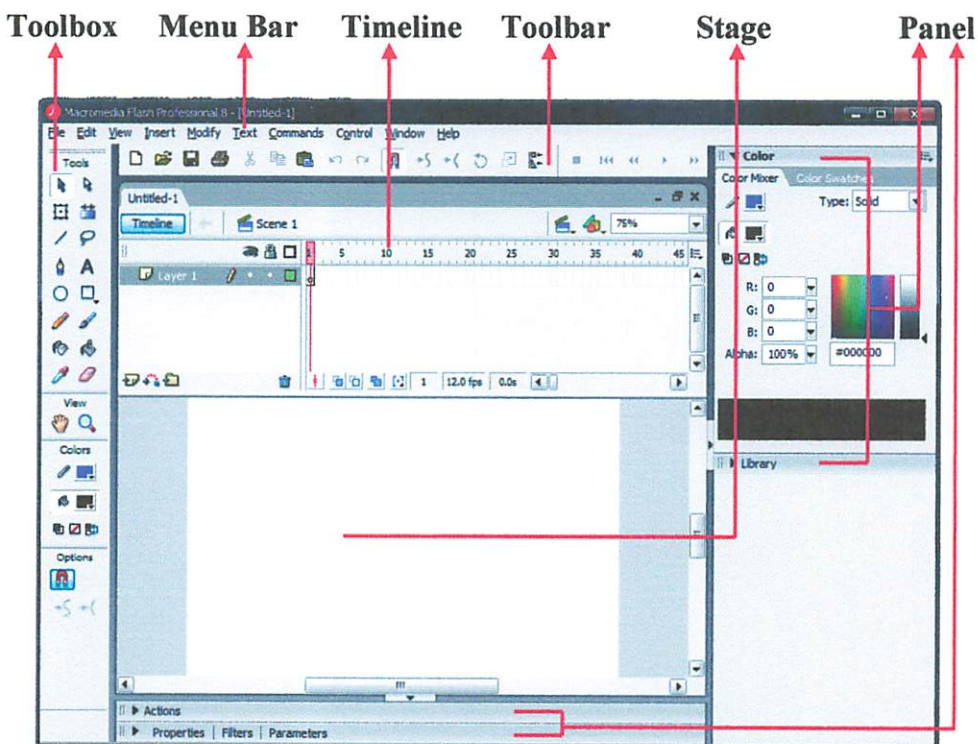 Toolbox Menu Bar Timeline Toolbar Stage Panel
Macromedia Flash Professional 8 - [Untitled-1]
File Edit View Insert Modify Text Commands Control Window Help
Tools
Color
Untitled-1
Color Mixer Color Swatches
Type: Solid
Timeline Scene 1 75%
1 5 10 15 20 25 30 35 40 45
Layer 1
R: 0
G: 0
B: 0
Alpha: 100% #000000
1 12.0 fps 0.0s
View
Colors
Library
Options
Actions
Properties | Filters | Parameters